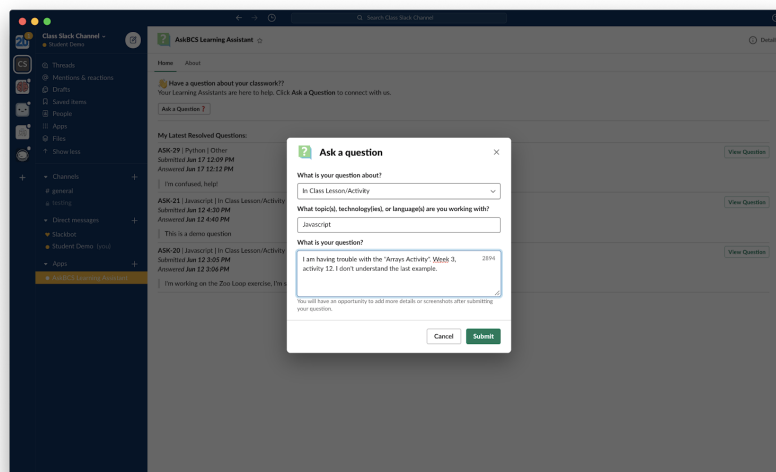 Search Class Slack Channel
Class Slack Channel
Student Demo
CS
Threads
Mentions & reactions
Drafts
Saved items
People
Apps
Files
Show less
Channels
# general
testing
Direct messages
Slackbot
Student Demo (you)
Apps
AskBCS Learning Assistant
AskBCS Learning Assistant
Detail
Home About
Have a question about your classwork??
Your Learning Assistants are here to help. Click Ask a Question to connect with us.
Ask a Question ?
My Latest Resolved Questions:
ASK-29 | Python | Other
Submitted Jun 17 12:09 PM
Answered Jun 17 12:12 PM
I'm confused, help!
View Question
ASK-21 | Javascript | In Class Lesson/Activity
Submitted Jun 12 4:30 PM
Answered Jun 12 4:40 PM
This is a demo question
View Question
ASK-20 | Javascript | In Class Lesson/Activity
Submitted Jun 12 3:05 PM
Answered Jun 12 3:06 PM
I'm working on the Zoo Loop exercise, I'm
View Question
Ask a question
What is your question about?
In Class Lesson/Activity
What topic(s), technology(ies), or language(s) are you working with?
Javascript
What is your question?
I am having trouble with the "Arrays Activity". Week 3, 2894
activity 12. I don't understand the last example.
You will have an opportunity to add more details or screenshots after submitting
your question.
Cancel Submit